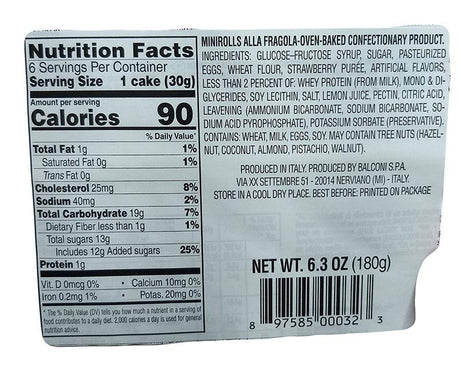 Nutrition Facts
6 Servings Per Container
Serving Size 1 cake (30g)
Amount per serving
Calories 90
% Daily Value*
Total Fat 1g 1%
Saturated Fat 0g 1%
Trans Fat 0g
Cholesterol 25mg 8%
Sodium 40mg 2%
Total Carbohydrate 19g 7%
Dietary Fiber less than 1g 1%
Total sugars 13g
Includes 12g Added sugars 25%
Protein 1g
Vit. D 0mcg 0% • Calcium 10mg 0%
Iron 0.2mg 1% • Potas. 20mg 0%
* The % Daily Value (DV) tells you how much a nutrient in a serving of
food contributes to a daily diet. 2,000 calories a day is used for general
nutrition advice.
MINIROLLS ALLA FRAGOLA-OVEN-BAKED CONFECTIONARY PRODUCT.
INGREDIENTS: GLUCOSE-FRUCTOSE SYRUP, SUGAR, PASTEURIZED
EGGS, WHEAT FLOUR, STRAWBERRY PURÉE, ARTIFICIAL FLAVORS,
LESS THAN 2 PERCENT OF: WHEY PROTEIN (FROM MILK), MONO & DI-
GLYCERIDES, SOY LECITHIN, SALT, LEMON JUICE, PECTIN, CITRIC ACID,
LEAVENING (AMMONIUM BICARBONATE, SODIUM BICARBONATE, SO-
DIUM ACID PYROPHOSPHATE), POTASSIUM SORBATE (PRESERVATIVE).
CONTAINS: WHEAT, MILK, EGGS, SOY. MAY CONTAIN TREE NUTS (HAZEL-
NUT, COCONUT, ALMOND, PISTACHIO, WALNUT).
PRODUCED IN ITALY. PRODUCED BY BALCONI S.P.A.
VIA XX SETTEMBRE 51 - 20014 NERVIANO (MI) - ITALY.
STORE IN A COOL DRY PLACE. BEST BEFORE: PRINTED ON PACKAGE
NET WT. 6.3 OZ (180g)
8 97585 00032 3